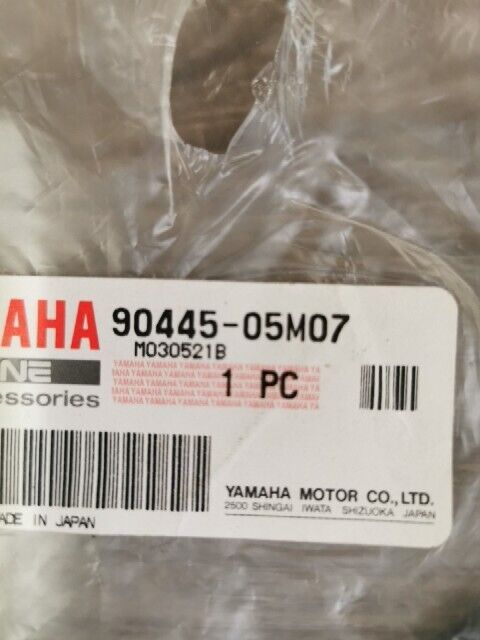 AHA 90445-05M07
M030521B
NE
essories
YAMAHA YAMAHA YAMAHA YAMAHA YAMAHA YA
1 PC
YAMAHA MOTOR CO.,LTD.
2500 SHINGAI IWATA SHIZUOKA JAPAN
ADE IN JAPAN